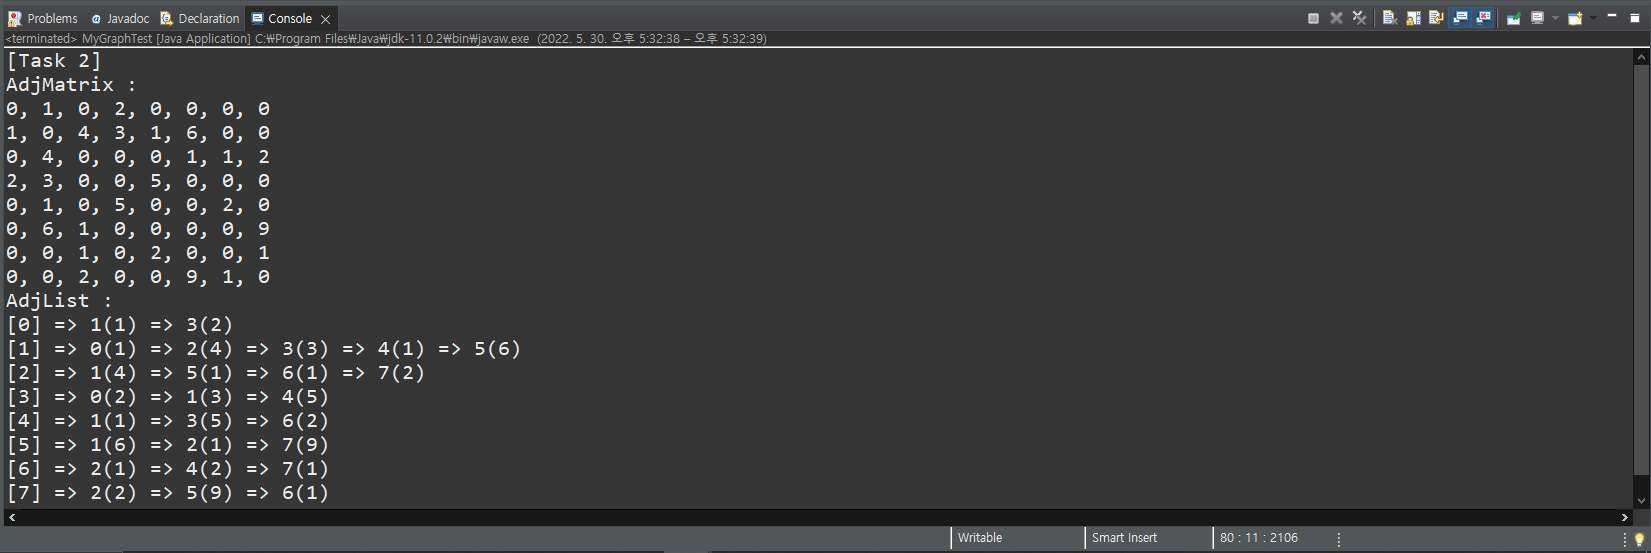 Problems Javadoc Declaration Console
<terminated> MyGraphTest [Java Application] C:₩Program Files₩Java₩jdk-11.0.2₩bin₩javaw.exe (2022. 5. 30. 오후 5:32:38 – 오후 5:32:39)
[Task 2]
AdjMatrix :
0, 1, 0, 2, 0, 0, 0, 0
1, 0, 4, 3, 1, 6, 0, 0
0, 4, 0, 0, 0, 1, 1, 2
2, 3, 0, 0, 5, 0, 0, 0
0, 1, 0, 5, 0, 0, 2, 0
0, 6, 1, 0, 0, 0, 0, 9
0, 0, 1, 0, 2, 0, 0, 1
0, 0, 2, 0, 0, 9, 1, 0
AdjList :
[0] => 1(1) => 3(2)
[1] => 0(1) => 2(4) => 3(3) => 4(1) => 5(6)
[2] => 1(4) => 5(1) => 6(1) => 7(2)
[3] => 0(2) => 1(3) => 4(5)
[4] => 1(1) => 3(5) => 6(2)
[5] => 1(6) => 2(1) => 7(9)
[6] => 2(1) => 4(2) => 7(1)
[7] => 2(2) => 5(9) => 6(1)
Writable Smart Insert 80 : 11 : 2106